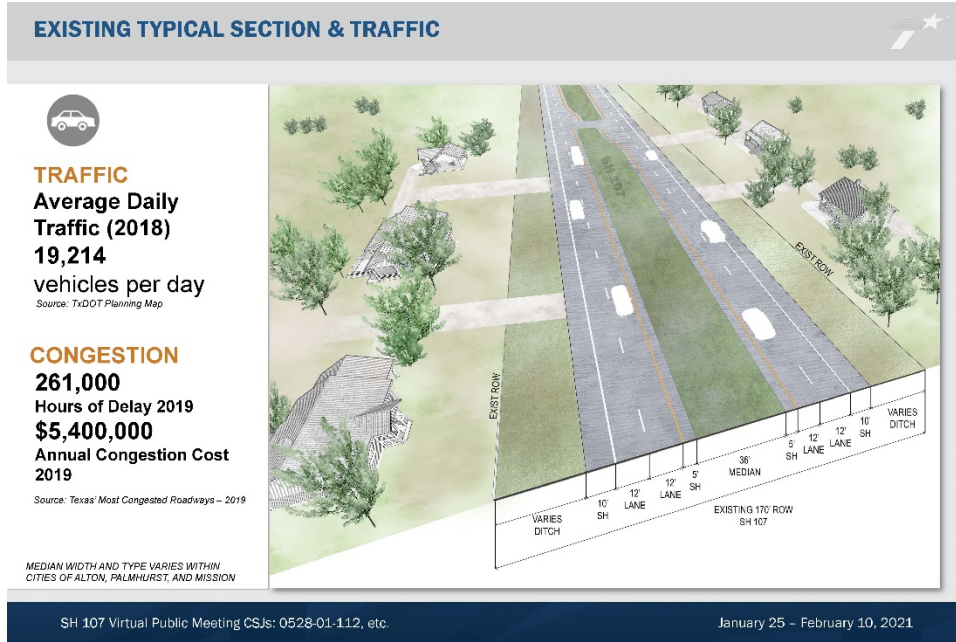 EXISTING TYPICAL SECTION & TRAFFIC
TRAFFIC
Average Daily
Traffic (2018)
19,214
vehicles per day
Source: TxDOT Planning Map
CONGESTION
261,000
Hours of Delay 2019
$5,400,000
Annual Congestion Cost
2019
Source: Texas' Most Congested Roadways – 2019
MEDIAN WIDTH AND TYPE VARIES WITHIN
CITIES OF ALTON, PALMHURST, AND MISSION
SH 107
EXIST ROW
EXIST ROW
VARIES
DITCH
10'
SH
12'
LANE
12'
LANE
5'
SH
36'
MEDIAN
5'
SH
12'
LANE
12'
LANE
10'
SH
VARIES
DITCH
EXISTING 170' ROW
SH 107
SH 107 Virtual Public Meeting CSJs: 0528-01-112, etc.
January 25 – February 10, 2021